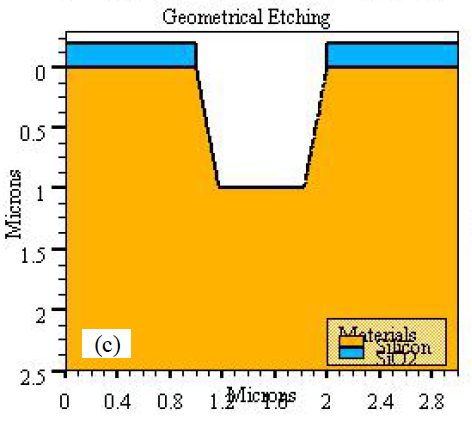 Geometrical Etching
0
0.5
1
1.5
2
2.5
Microns
(c)
Materials
Silicon
SiO2
0 0.4 0.8 1.2 1.6 2 2.4 2.8
Microns